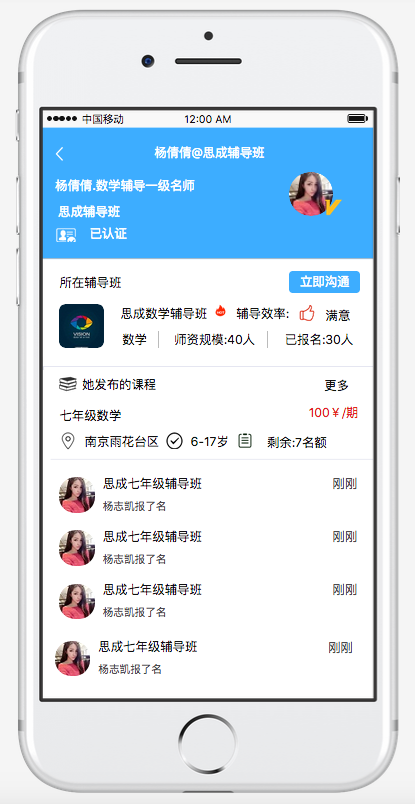 中国移动 12:00 AM
杨倩倩@思成辅导班
杨倩倩.数学辅导一级名师
思成辅导班
已认证
所在辅导班 立即沟通
VISION
思成数学辅导班 HOT 辅导效率: 满意
数学 师资规模:40人 已报名:30人
她发布的课程 更多
七年级数学 100￥/期
南京雨花台区 6-17岁 剩余:7名额
思成七年级辅导班 刚刚
杨志凯报了名
思成七年级辅导班 刚刚
杨志凯报了名
思成七年级辅导班 刚刚
杨志凯报了名
思成七年级辅导班 刚刚
杨志凯报了名